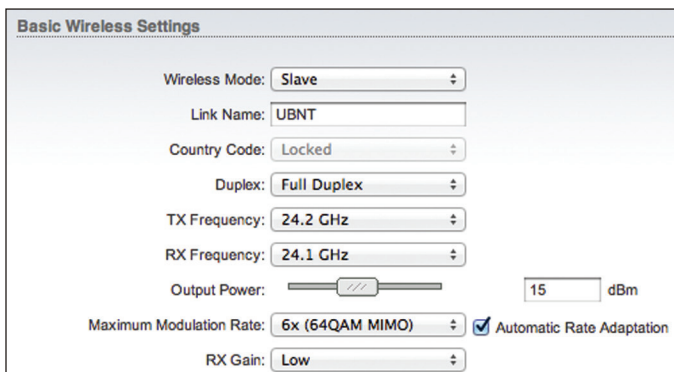 Basic Wireless Settings
Wireless Mode: Slave
Link Name: UBNT
Country Code: Locked
Duplex: Full Duplex
TX Frequency: 24.2 GHz
RX Frequency: 24.1 GHz
Output Power: 15 dBm
Maximum Modulation Rate: 6x (64QAM MIMO) Automatic Rate Adaptation
RX Gain: Low